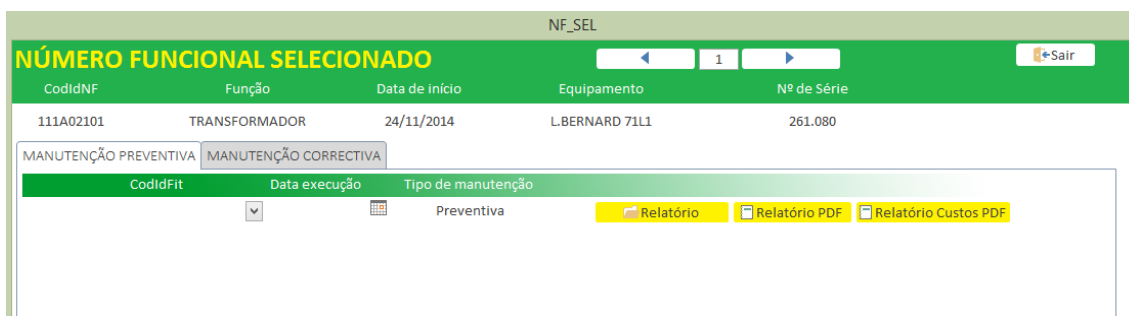 NF_SEL
NÚMERO FUNCIONAL SELECIONADO 1 Sair
CodIdNF Função Data de início Equipamento Nº de Série
111A02101 TRANSFORMADOR 24/11/2014 L.BERNARD 71L1 261.080
MANUTENÇÃO PREVENTIVA MANUTENÇÃO CORRECTIVA
CodIdFit Data execução Tipo de manutenção
Preventiva Relatório Relatório PDF Relatório Custos PDF